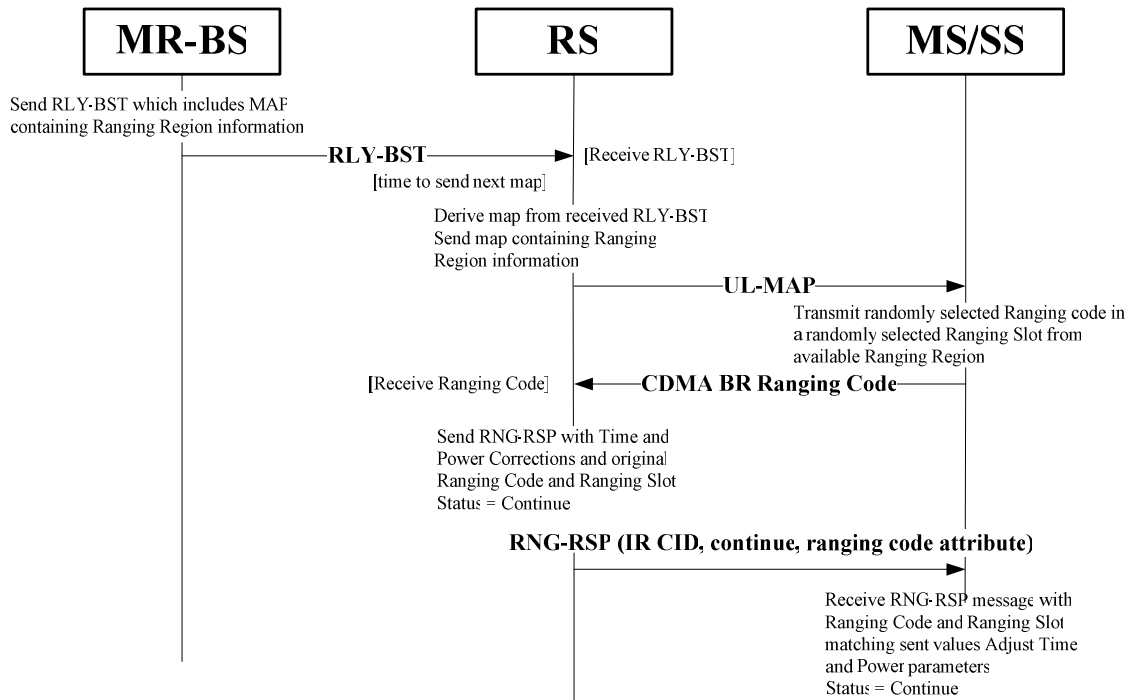 MR-BS
RS
MS/SS
Send RLY-BST which includes MAP
containing Ranging Region information
RLY-BST
[Receive RLY-BST]
[time to send next map]
Derive map from received RLY-BST
Send map containing Ranging
Region information
UL-MAP
Transmit randomly selected Ranging code in
a randomly selected Ranging Slot from
available Ranging Region
[Receive Ranging Code]
CDMA BR Ranging Code
Send RNG-RSP with Time and
Power Corrections and original
Ranging Code and Ranging Slot
Status = Continue
RNG-RSP (IR CID, continue, ranging code attribute)
Receive RNG-RSP message with
Ranging Code and Ranging Slot
matching sent values Adjust Time
and Power parameters
Status = Continue